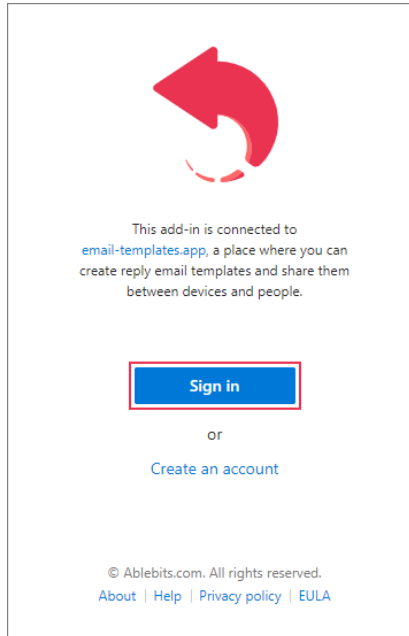 This add-in is connected to
email-templates.app, a place where you can
create reply email templates and share them
between devices and people.
Sign in
or
Create an account
© Ablebits.com. All rights reserved.
About | Help | Privacy policy | EULA